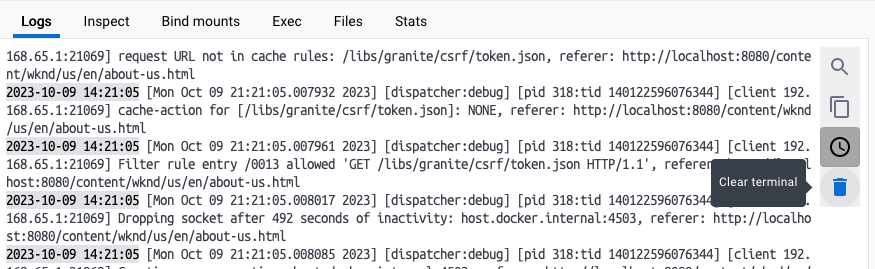 Logs Inspect Bind mounts Exec Files Stats
168.65.1:21069] request URL not in cache rules: /libs/granite/csrf/token.json, referer: http://localhost:8080/conte
nt/wknd/us/en/about-us.html
2023-10-09 14:21:05 [Mon Oct 09 21:21:05.007932 2023] [dispatcher:debug] [pid 318:tid 140122596076344] [client 192.
168.65.1:21069] cache-action for [/libs/granite/csrf/token.json]: NONE, referer: http://localhost:8080/content/wknd
/us/en/about-us.html
2023-10-09 14:21:05 [Mon Oct 09 21:21:05.007961 2023] [dispatcher:debug] [pid 318:tid 140122596076344] [client 192.
168.65.1:21069] Filter rule entry /0013 allowed 'GET /libs/granite/csrf/token.json HTTP/1.1', referer
host:8080/content/wknd/us/en/about-us.html
Clear terminal
2023-10-09 14:21:05 [Mon Oct 09 21:21:05.008017 2023] [dispatcher:debug] [pid 318:tid 140122596076344
168.65.1:21069] Dropping socket after 492 seconds of inactivity: host.docker.internal:4503, referer: http://localho
st:8080/content/wknd/us/en/about-us.html
2023-10-09 14:21:05 [Mon Oct 09 21:21:05.008085 2023] [dispatcher:debug] [pid 318:tid 140122596076344] [client 192.